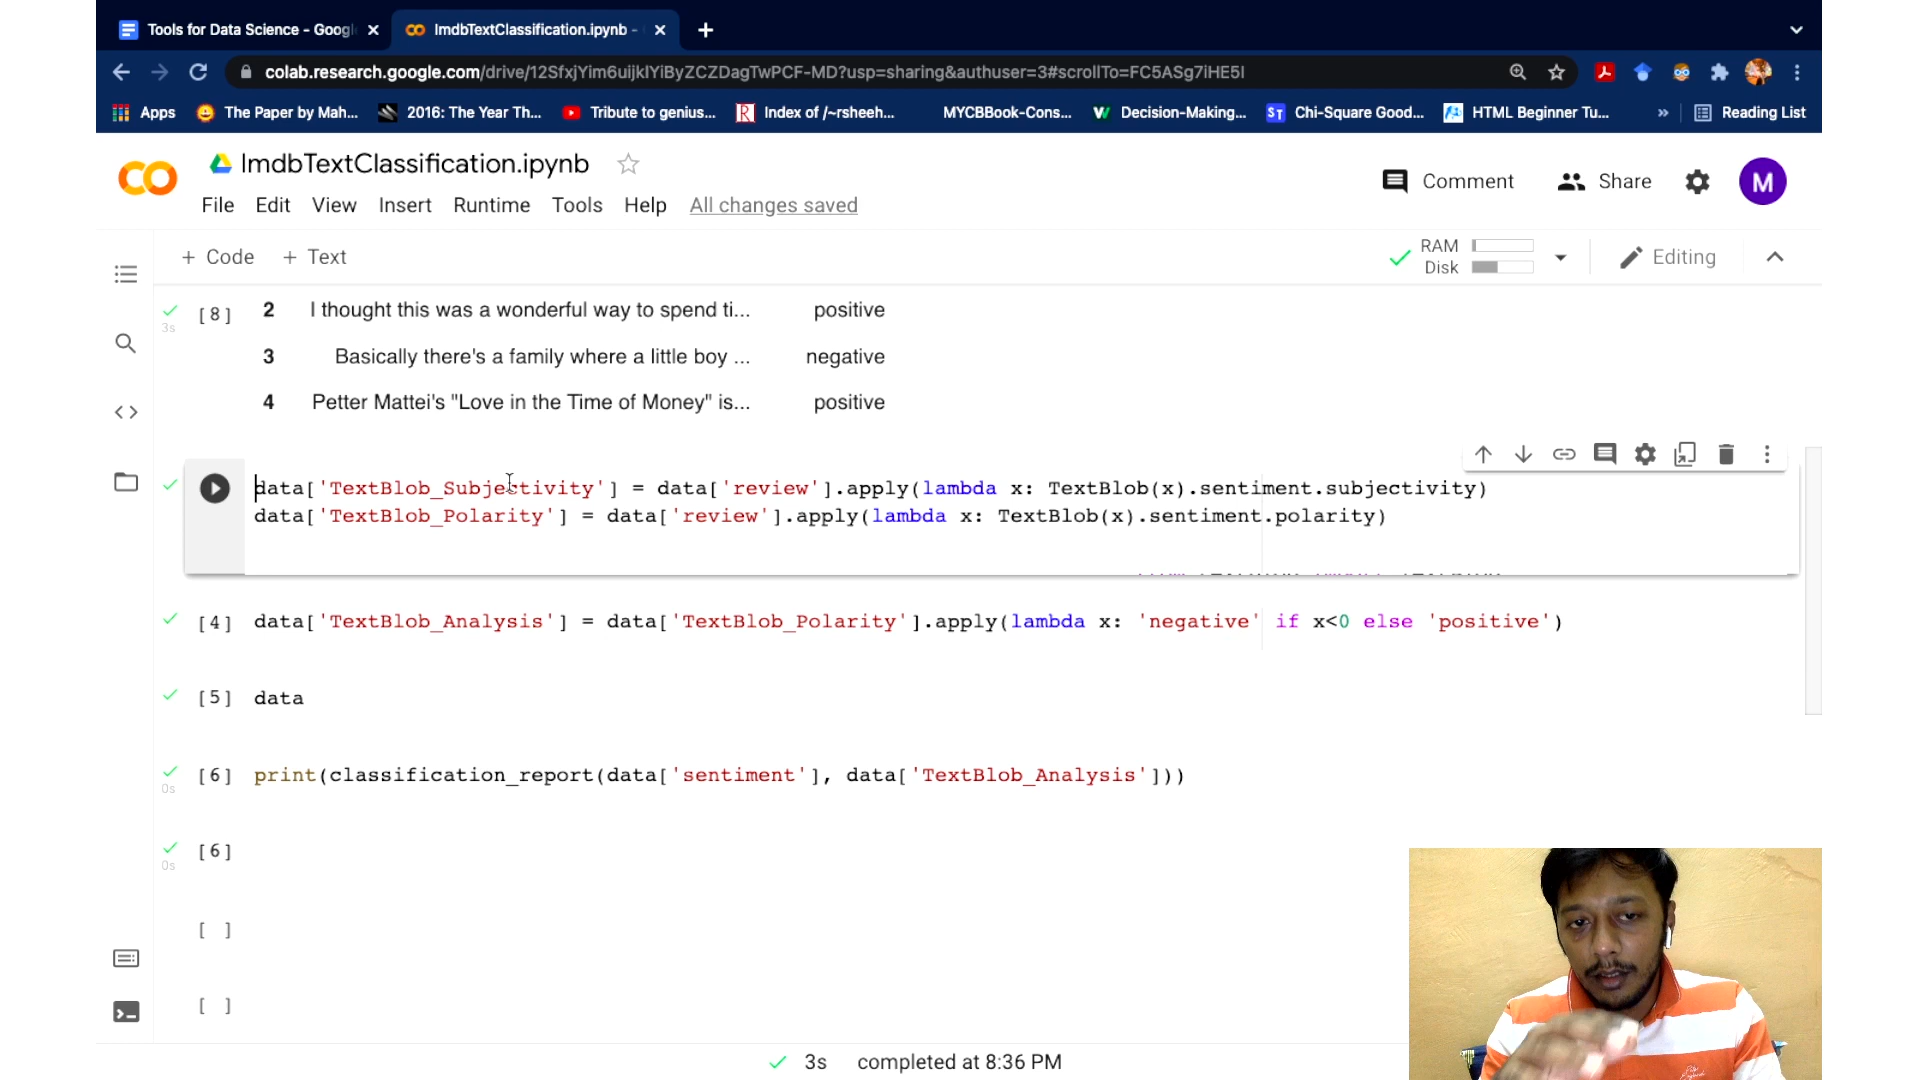 Tools for Data Science - Googl
ImdbTextClassification.ipynb -
colab.research.google.com/drive/12SfxjYim6uijkIYiByZCZDagTwPCF-MD?usp=sharing&authuser=3#scrollTo=FC5ASg7iHE5I
Apps The Paper by Mah... 2016: The Year Th... Tribute to genius... Index of /~rsheeh... MYCBBook-Cons... Decision-Making... Chi-Square Good... HTML Beginner Tu... » Reading List
ImdbTextClassification.ipynb
Comment Share M
File Edit View Insert Runtime Tools Help All changes saved
+ Code + Text
RAM
Disk
Editing
[8] 2 I thought this was a wonderful way to spend ti... positive
3s
3 Basically there's a family where a little boy ... negative
4 Petter Mattei's "Love in the Time of Money" is... positive
data['TextBlob_Subjectivity'] = data['review'].apply(lambda x: TextBlob(x).sentiment.subjectivity)
data['TextBlob_Polarity'] = data['review'].apply(lambda x: TextBlob(x).sentiment.polarity)
[4] data['TextBlob_Analysis'] = data['TextBlob_Polarity'].apply(lambda x: 'negative' if x<0 else 'positive')
[5] data
[6] print(classification_report(data['sentiment'], data['TextBlob_Analysis']))
0s
[6]
0s
[ ]
[ ]
3s completed at 8:36 PM